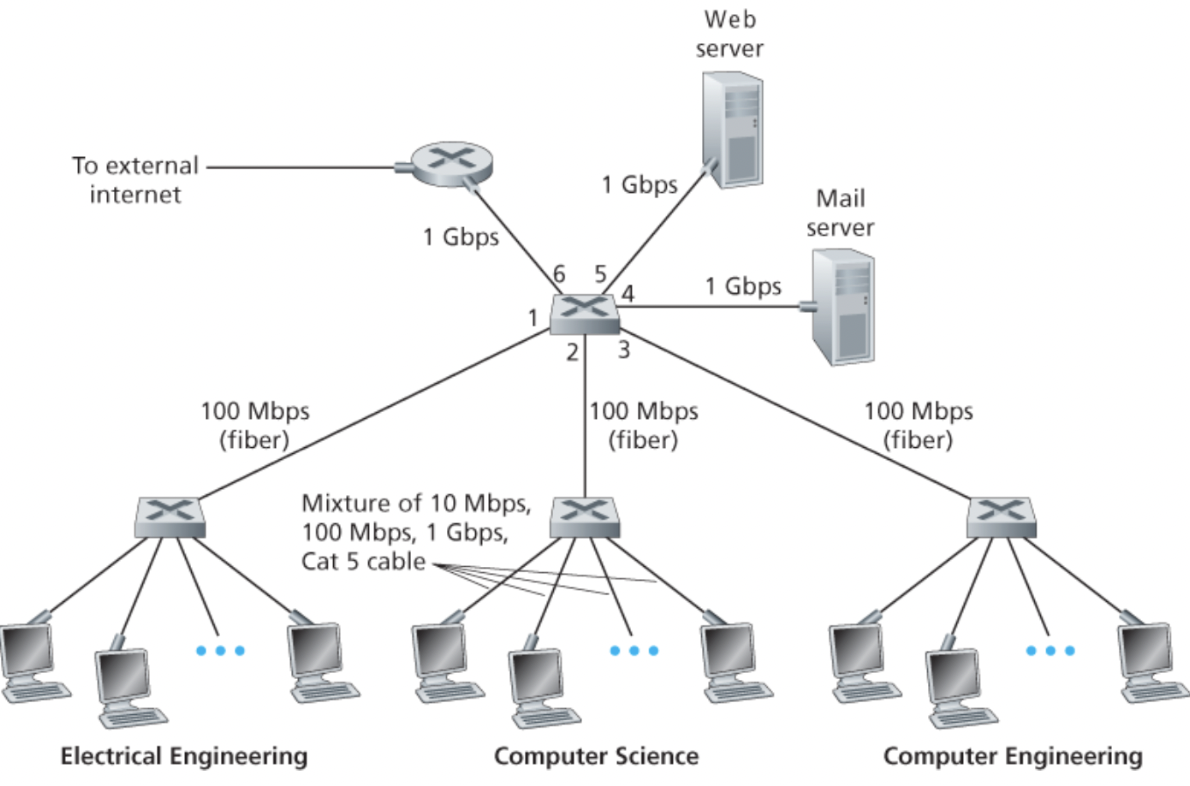 Web
server
To external
internet
1 Gbps
1 Gbps
Mail
server
1 Gbps
6
5
4
1
2
3
100 Mbps
(fiber)
100 Mbps
(fiber)
100 Mbps
(fiber)
Mixture of 10 Mbps,
100 Mbps, 1 Gbps,
Cat 5 cable
Electrical Engineering
Computer Science
Computer Engineering